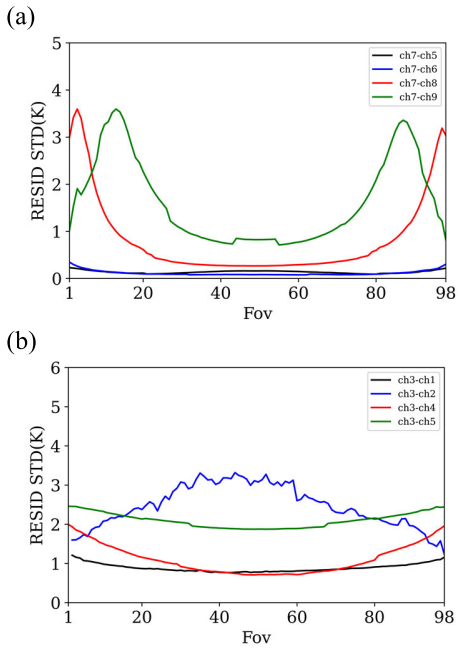 (a)
5
4
3
2
1
0
RESID STD(K)
ch7-ch5
ch7-ch6
ch7-ch8
ch7-ch9
1 20 40 60 80 98
Fov
(b)
6
5
4
3
2
1
0
RESID STD(K)
ch3-ch1
ch3-ch2
ch3-ch4
ch3-ch5
1 20 40 60 80 98
Fov